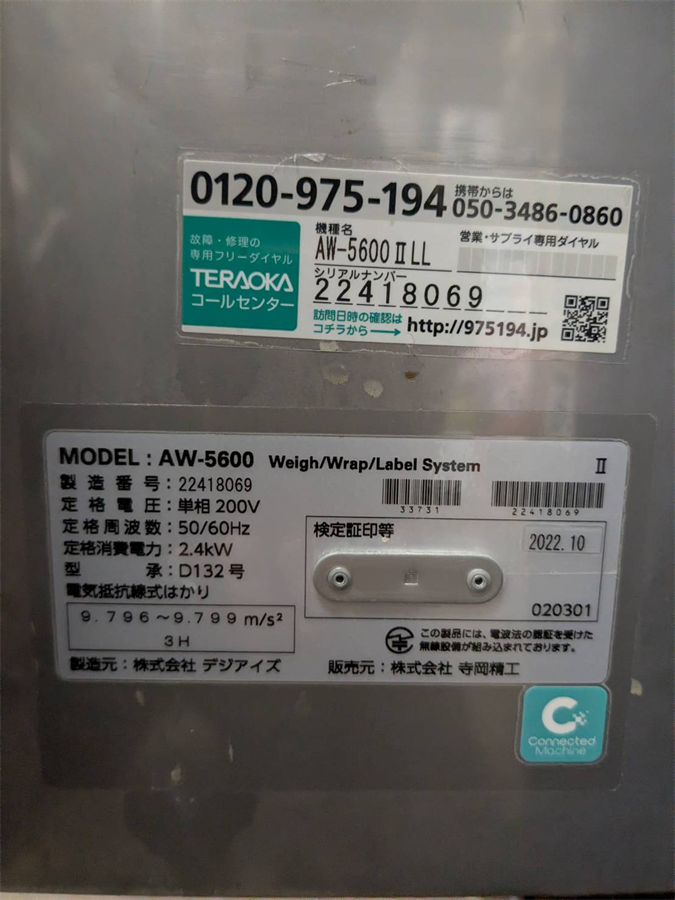 0120-975-194 携帯からは 050-3486-0860
故障・修理の
専用フリーダイヤル
TERAOKA
コールセンター
機種名
AW-5600ⅡLL
営業・サプライ専用ダイヤル
シリアルナンバー
22418069
訪問日時の確認は
コチラから→ http://975194.jp
MODEL : AW-5600 Weigh/Wrap/Label System Ⅱ
製造番号: 22418069
定格電圧: 単相200V
定格周波数: 50/60Hz
定格消費電力: 2.4kW
型承: D132号
電気抵抗線式はかり
9.796〜9.799 m/s²
3H
製造元: 株式会社 デジアイズ
33731
22418069
検定証印等
2022.10
020301
この製品には、電波法の認証を受けた
無線設備が組み込まれております。
販売元: 株式会社 寺岡精工
Connected
Machine